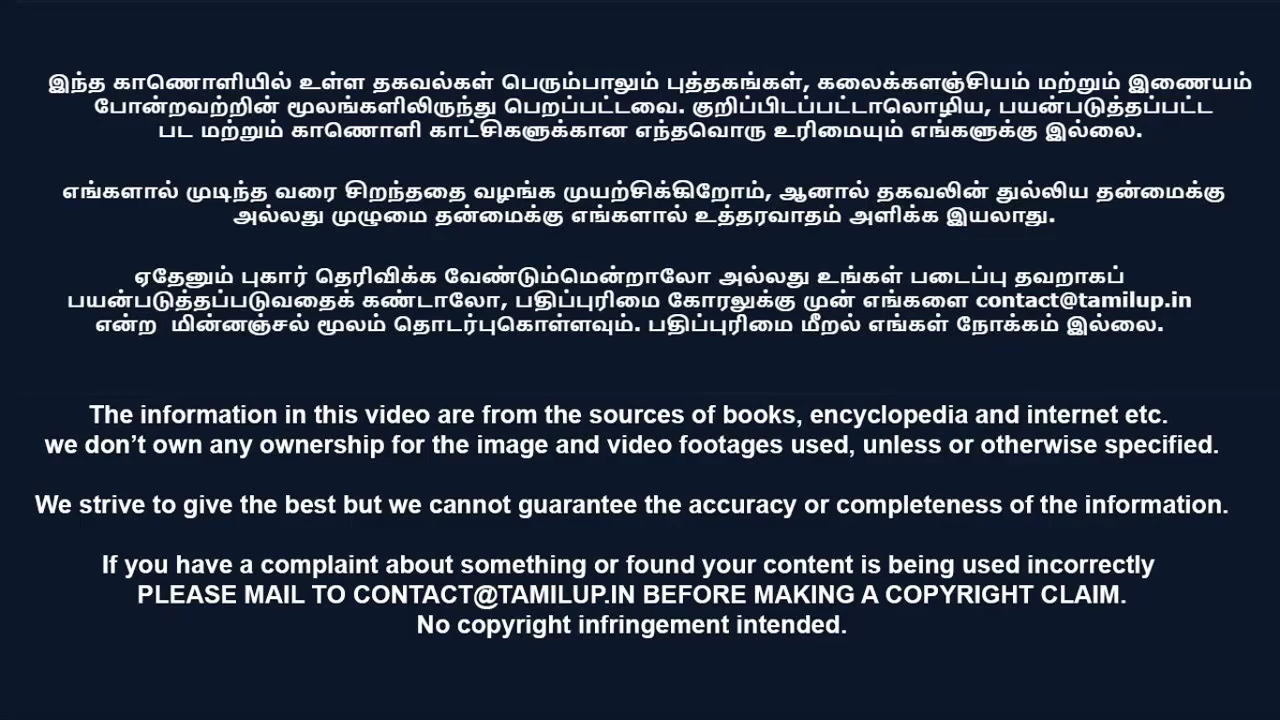 இந்த காணொளியில் உள்ள தகவல்கள் பெரும்பாலும் புத்தகங்கள், கலைக்களஞ்சியம் மற்றும் இணையம்
போன்றவற்றின் மூலங்களிலிருந்து பெறப்பட்டவை. குறிப்பிடப்பட்டாலொழிய, பயன்படுத்தப்பட்ட
பட மற்றும் காணொளி காட்சிகளுக்கான எந்தவொரு உரிமையும் எங்களுக்கு இல்லை.
எங்களால் முடிந்த வரை சிறந்ததை வழங்க முயற்சிக்கிறோம், ஆனால் தகவலின் துல்லிய தன்மைக்கு
அல்லது முழுமை தன்மைக்கு எங்களால் உத்தரவாதம் அளிக்க இயலாது.
ஏதேனும் புகார் தெரிவிக்க வேண்டும்மென்றாலோ அல்லது உங்கள் படைப்பு தவறாகப்
பயன்படுத்தப்படுவதைக் கண்டாலோ, பதிப்புரிமை கோரலுக்கு முன் எங்களை contact@tamilup.in
என்ற  மின்னஞ்சல் மூலம் தொடர்புகொள்ளவும். பதிப்புரிமை மீறல் எங்கள் நோக்கம் இல்லை.
The information in this video are from the sources of books, encyclopedia and internet etc.
we don’t own any ownership for the image and video footages used, unless or otherwise specified.
We strive to give the best but we cannot guarantee the accuracy or completeness of the information.
If you have a complaint about something or found your content is being used incorrectly
PLEASE MAIL TO CONTACT@TAMILUP.IN BEFORE MAKING A COPYRIGHT CLAIM.
No copyright infringement intended.